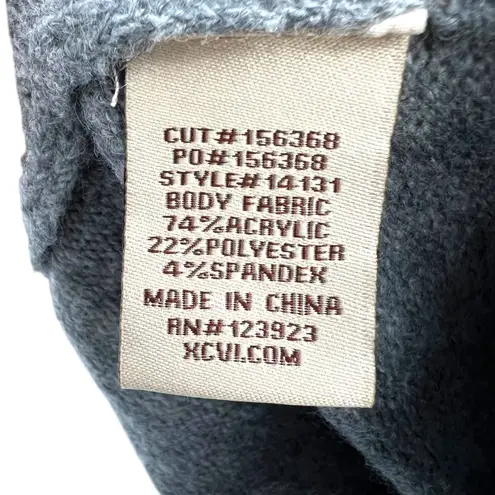 CUT#156368
PO#156368
STYLE#14131
BODY FABRIC
74%ACRYLIC
22%POLYESTER
4%SPANDEX
MADE IN CHINA
RN#123923
XCVI.COM